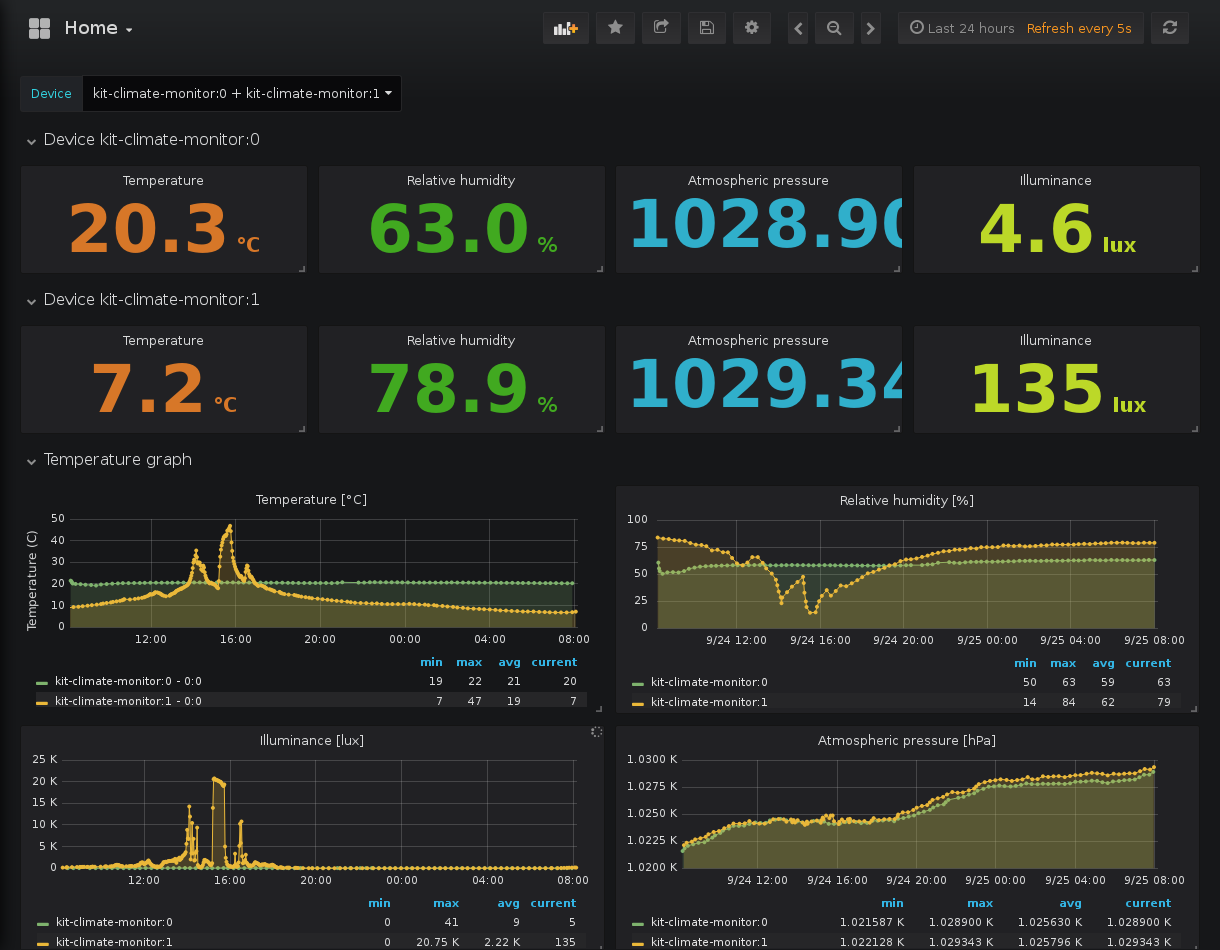 Home
Last 24 hours Refresh every 5s
Device kit-climate-monitor:0 + kit-climate-monitor:1
Device kit-climate-monitor:0
Temperature Relative humidity Atmospheric pressure Illuminance
20.3 °C 63.0 % 1028.90 4.6 lux
Device kit-climate-monitor:1
Temperature Relative humidity Atmospheric pressure Illuminance
7.2 °C 78.9 % 1029.34 135 lux
Temperature graph
Temperature [°C]
Temperature (C)
50
40
30
20
10
0
12:00 16:00 20:00 00:00 04:00 08:00
min max avg current
kit-climate-monitor:0 - 0:0 19 22 21 20
kit-climate-monitor:1 - 0:0 7 47 19 7
Relative humidity [%]
100
75
50
25
0
9/24 12:00 9/24 16:00 9/24 20:00 9/25 00:00 9/25 04:00 9/25 08:00
min max avg current
kit-climate-monitor:0 50 63 59 63
kit-climate-monitor:1 14 84 62 79
Illuminance [lux]
25 K
20 K
15 K
10 K
5 K
0
12:00 16:00 20:00 00:00 04:00 08:00
min max avg current
kit-climate-monitor:0 0 41 9 5
kit-climate-monitor:1 0 20.75 K 2.22 K 135
Atmospheric pressure [hPa]
1.0300 K
1.0275 K
1.0250 K
1.0225 K
1.0200 K
9/24 12:00 9/24 16:00 9/24 20:00 9/25 00:00 9/25 04:00 9/25 08:00
min max avg current
kit-climate-monitor:0 1.021587 K 1.028900 K 1.025630 K 1.028900 K
kit-climate-monitor:1 1.022128 K 1.029343 K 1.025796 K 1.029343 K